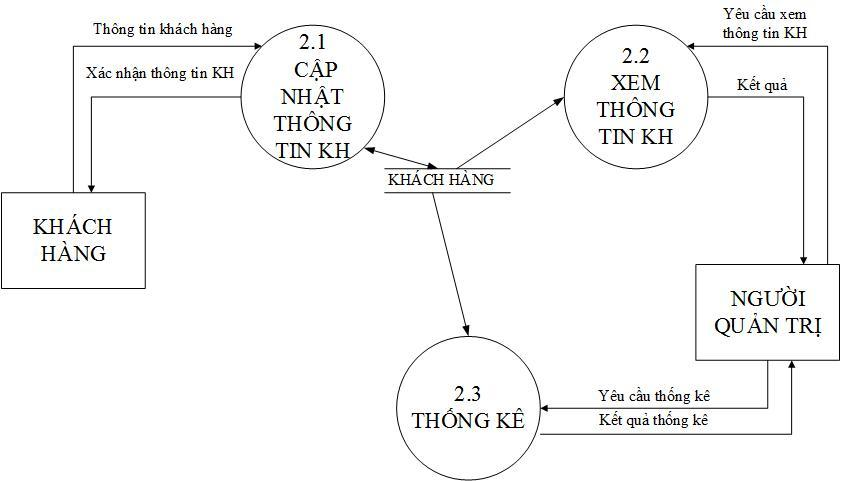 Thông tin khách hàng
Xác nhận thông tin KH
2.1
CẬP
NHẬT
THÔNG
TIN KH
2.2
XEM
THÔNG
TIN KH
Yêu cầu xem
thông tin KH
Kết quả
KHÁCH HÀNG
KHÁCH
HÀNG
NGƯỜI
QUẢN TRỊ
2.3
THỐNG KÊ
Yêu cầu thống kê
Kết quả thống kê